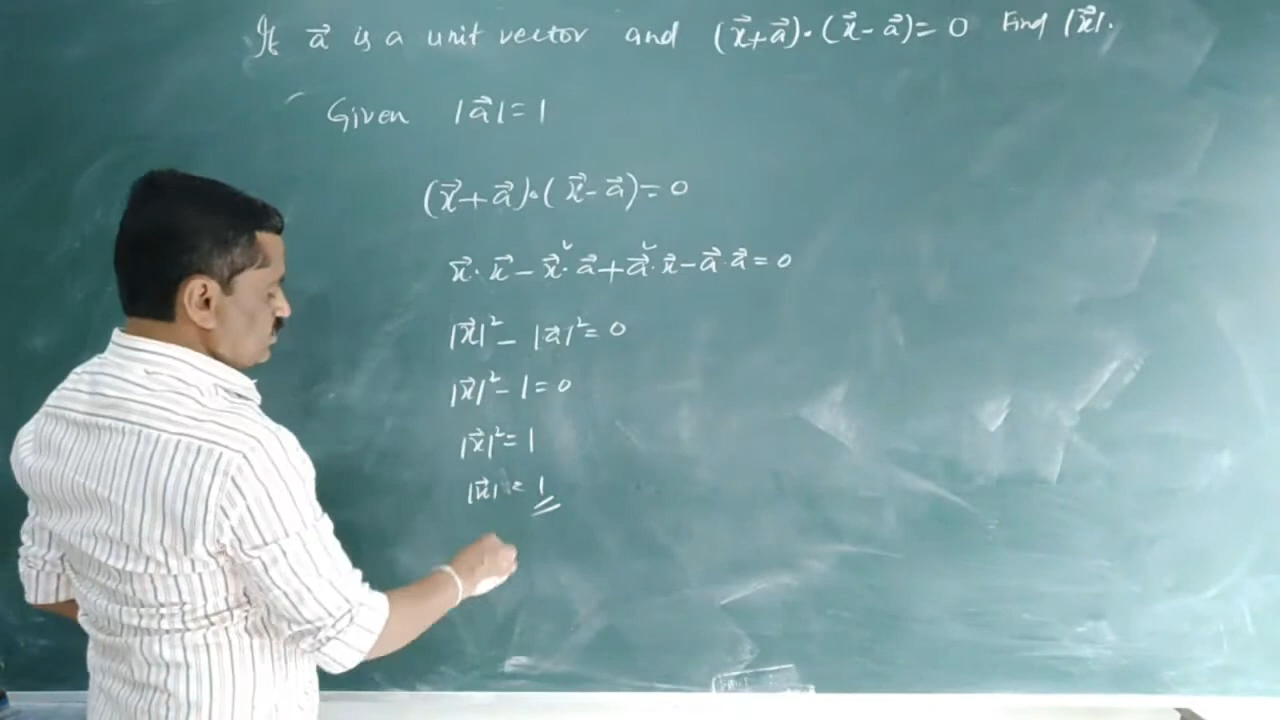 If a⃗ is a unit vector and (x⃗+a⃗)·(x⃗-a⃗)=0 Find |x⃗|.
Given |a⃗|=1
(x⃗+a⃗)·(x⃗-a⃗)=0
x⃗·x⃗-x⃗·a⃗+a⃗·x⃗-a⃗·a⃗=0
|x⃗|²-|a⃗|²=0
|x⃗|²-1=0
|x⃗|²=1
|x⃗|=1